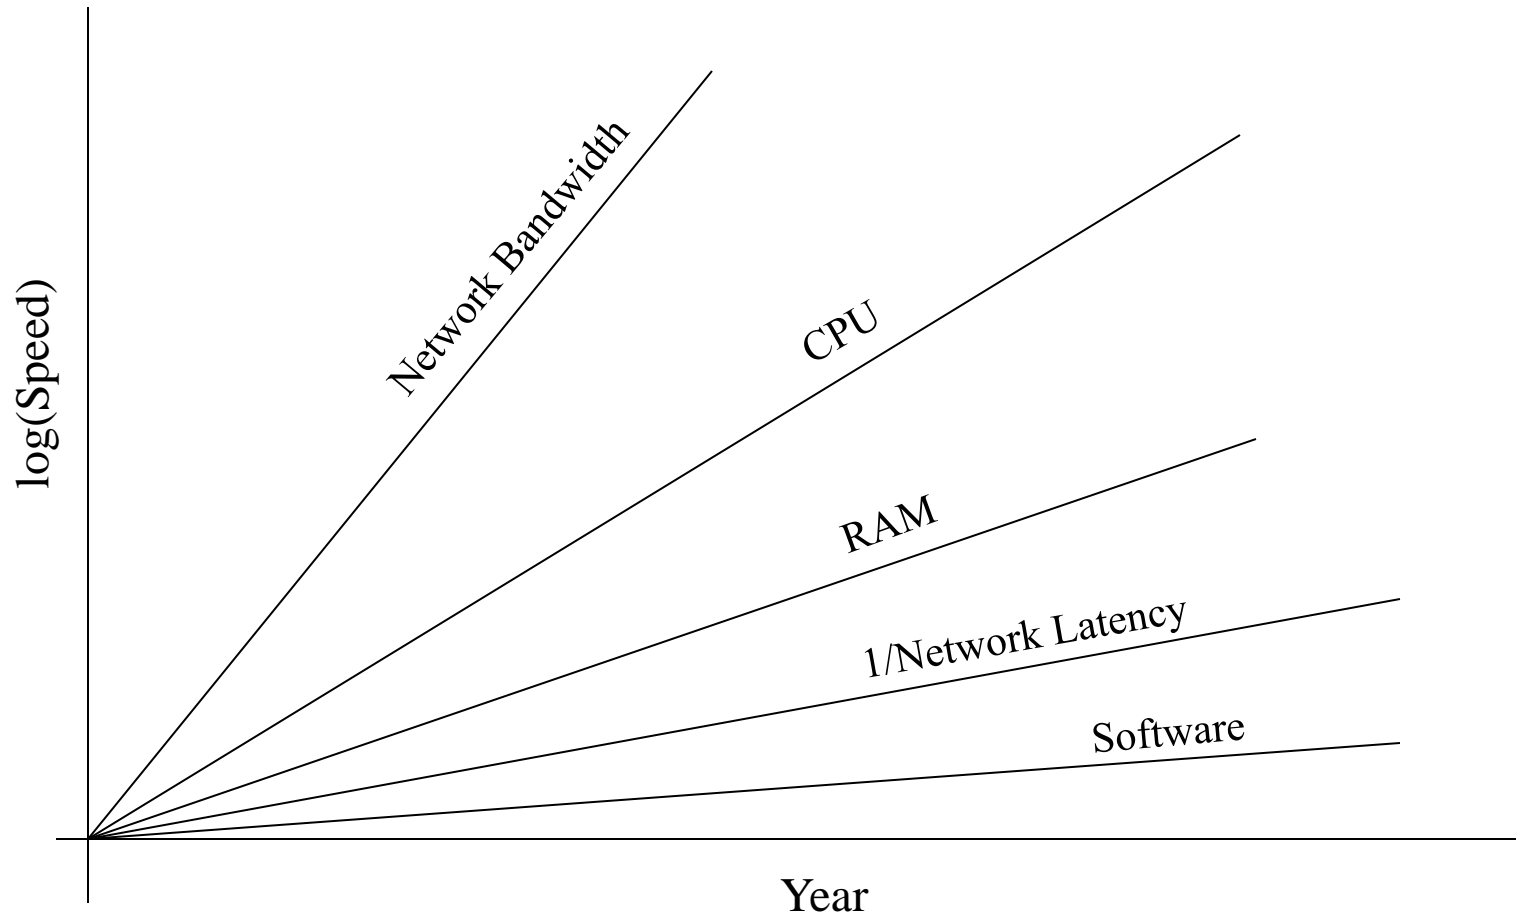 Network Bandwidth
CPU
log(Speed)
RAM
1/Network Latency
Software
Year